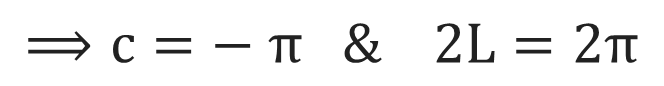 ⟹ c = − π & 2L = 2π